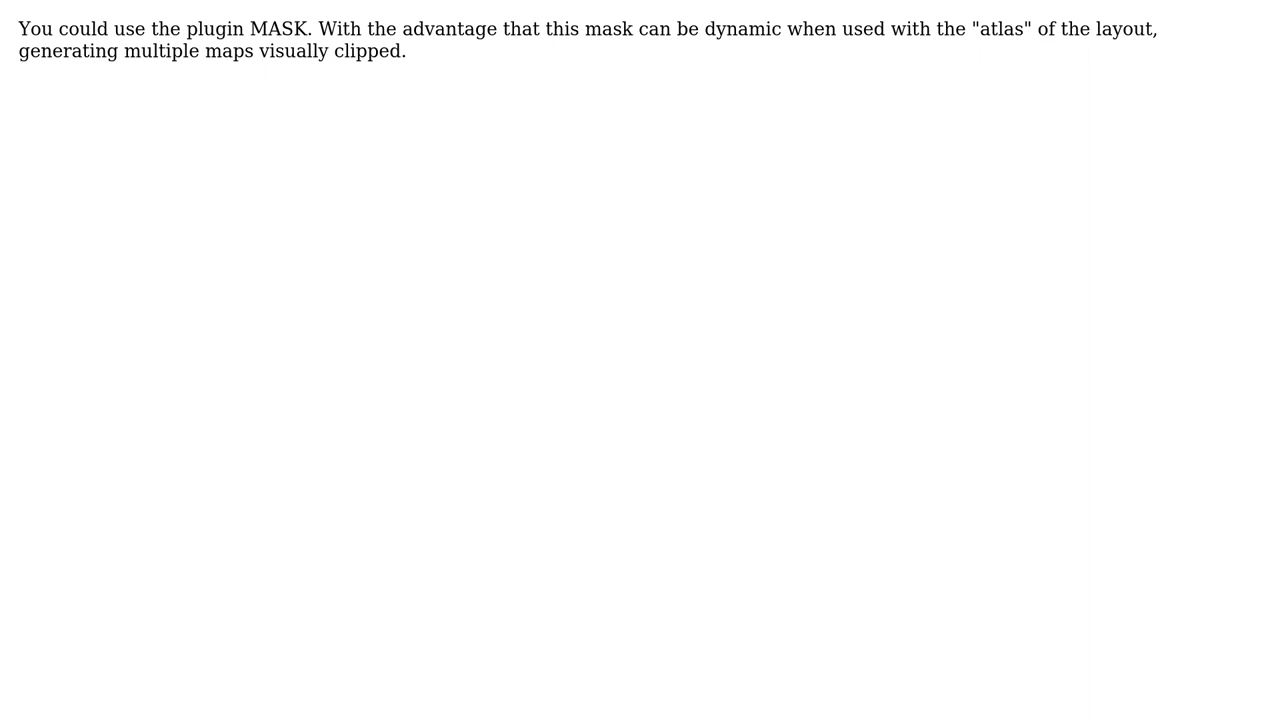 You could use the plugin MASK. With the advantage that this mask can be dynamic when used with the "atlas" of the layout,
generating multiple maps visually clipped.